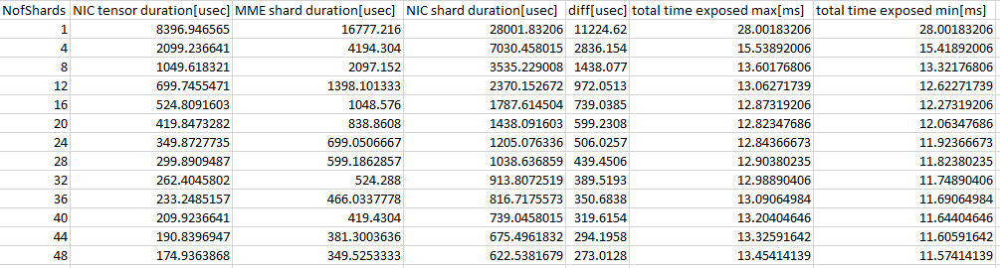 NofShards NIC tensor duration[usec] MME shard duration[usec] NIC shard duration[usec] diff[usec] total time exposed max[ms] total time exposed min[ms]
1 8396.946565 16777.216 28001.83206 11224.62 28.00183206 28.00183206
4 2099.236641 4194.304 7030.458015 2836.154 15.53892006 15.41892006
8 1049.618321 2097.152 3535.229008 1438.077 13.60176806 13.32176806
12 699.7455471 1398.101333 2370.152672 972.0513 13.06271739 12.62271739
16 524.8091603 1048.576 1787.614504 739.0385 12.87319206 12.27319206
20 419.8473282 838.8608 1438.091603 599.2308 12.82347686 12.06347686
24 349.8727735 699.0506667 1205.076336 506.0257 12.84366673 11.92366673
28 299.8909487 599.1862857 1038.636859 439.4506 12.90380235 11.82380235
32 262.4045802 524.288 913.8072519 389.5193 12.98890406 11.74890406
36 233.2485157 466.0337778 816.7175573 350.6838 13.09064984 11.69064984
40 209.9236641 419.4304 739.0458015 319.6154 13.20404646 11.64404646
44 190.8396947 381.3003636 675.4961832 294.1958 13.32591642 11.60591642
48 174.9363868 349.5253333 622.5381679 273.0128 13.45414139 11.57414139